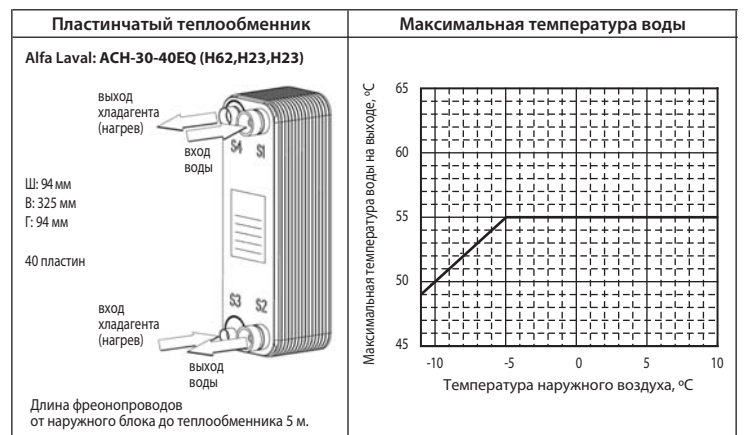 Пластинчатый теплообменник
Alfa Laval: ACH-30-40EQ (H62,H23,H23)
выход
хладагента
(нагрев)
вход
воды
S4 S1
Ш: 94 мм
В: 325 мм
Г: 94 мм
40 пластин
S3 S2
вход
хладагента
(нагрев)
выход
воды
Длина фреонопроводов
от наружного блока до теплообменника 5 м.
Максимальная температура воды
Максимальная температура воды на выходе, ºC
65
60
55
50
45
-10 -5 0 5 10
Температура наружного воздуха, ºC